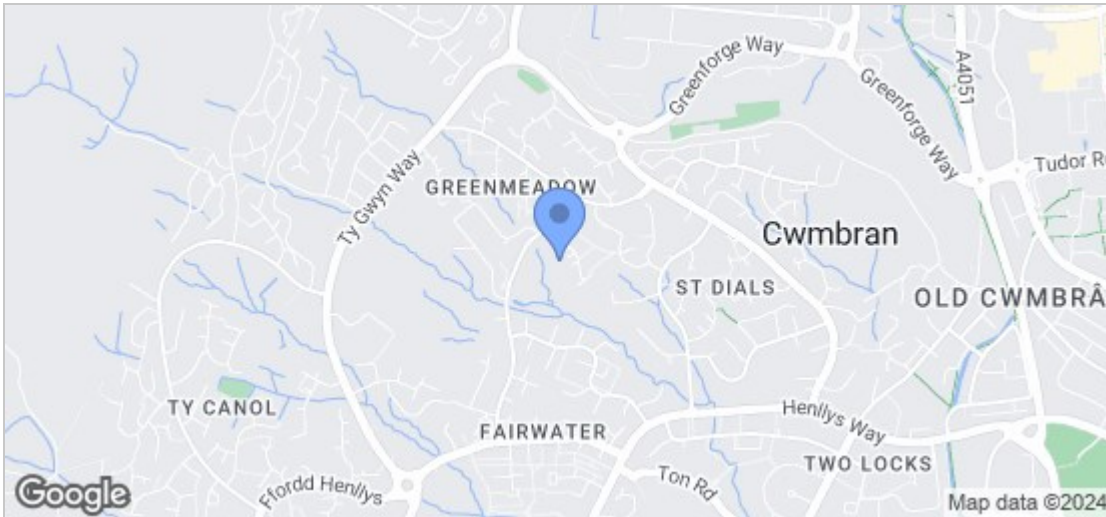 Greenforge Way
A4051
Greenforge Way
Tudor R
GREENMEADOW
Ty Gwyn Way
Cwmbran
ST DIALS
OLD CWMBRÂ
TY CANOL
Henllys Way
FAIRWATER
TWO LOCKS
Ton Rd
Ffordd Henllys
Google
Map data ©2024